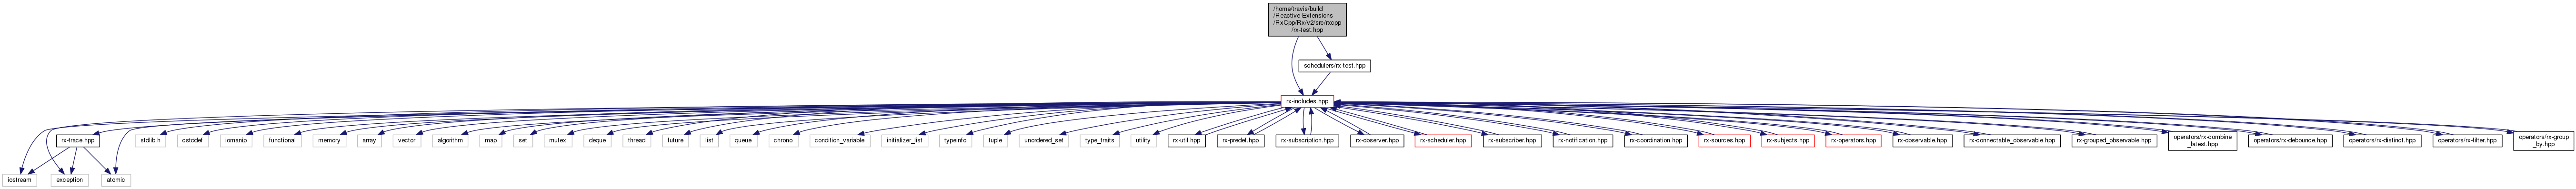 /home/travis/build
/Reactive-Extensions
/RxCpp/Rx/v2/src/rxcpp
/rx-test.hpp
schedulers/rx-test.hpp
rx-includes.hpp
rx-trace.hpp
stdlib.h
cstddef
iomanip
functional
memory
array
vector
algorithm
map
set
mutex
deque
thread
future
list
queue
chrono
condition_variable
initializer_list
typeinfo
tuple
unordered_set
type_traits
utility
rx-util.hpp
rx-predef.hpp
rx-subscription.hpp
rx-observer.hpp
rx-scheduler.hpp
rx-subscriber.hpp
rx-notification.hpp
rx-coordination.hpp
rx-sources.hpp
rx-subjects.hpp
rx-operators.hpp
rx-observable.hpp
rx-connectable_observable.hpp
rx-grouped_observable.hpp
operators/rx-combine
_latest.hpp
operators/rx-debounce.hpp
operators/rx-distinct.hpp
operators/rx-filter.hpp
operators/rx-group
_by.hpp
iostream
exception
atomic